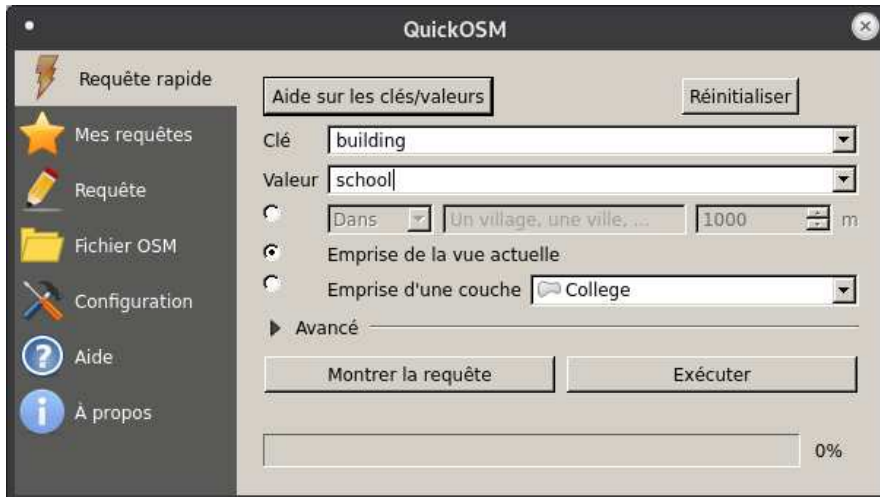 QuickOSM
Requête rapide
Mes requêtes
Requête
Fichier OSM
Configuration
Aide
À propos
Aide sur les clés/valeurs Réinitialiser
Clé building
Valeur school
Dans Un village, une ville, ... 1000 m
Emprise de la vue actuelle
Emprise d'une couche College
Avancé
Montrer la requête Exécuter
0%